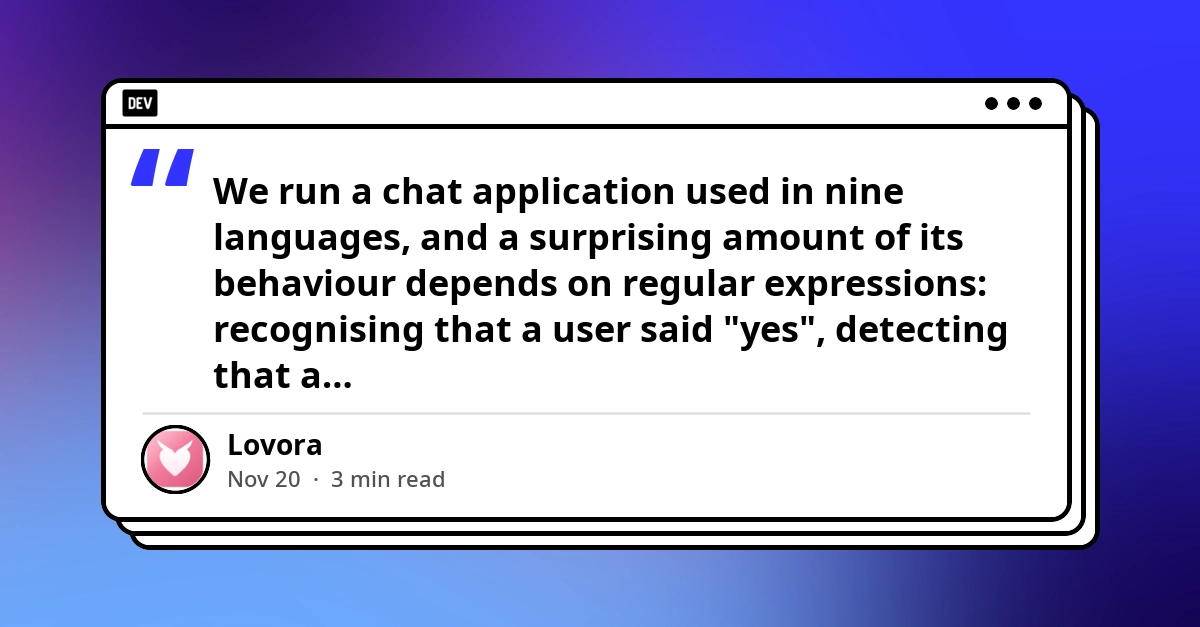 DEV
We run a chat application used in nine
languages, and a surprising amount of its
behaviour depends on regular expressions:
recognising that a user said "yes", detecting
that a...
Lovora
Nov 20 · 3 min read